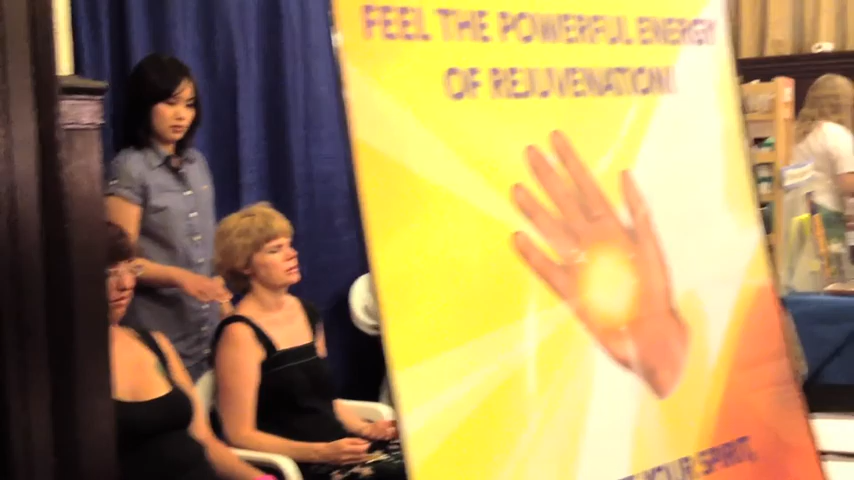 FEEL THE POWERFUL ENERGY
OF REJUVENATION!
YOUR SPIRIT,